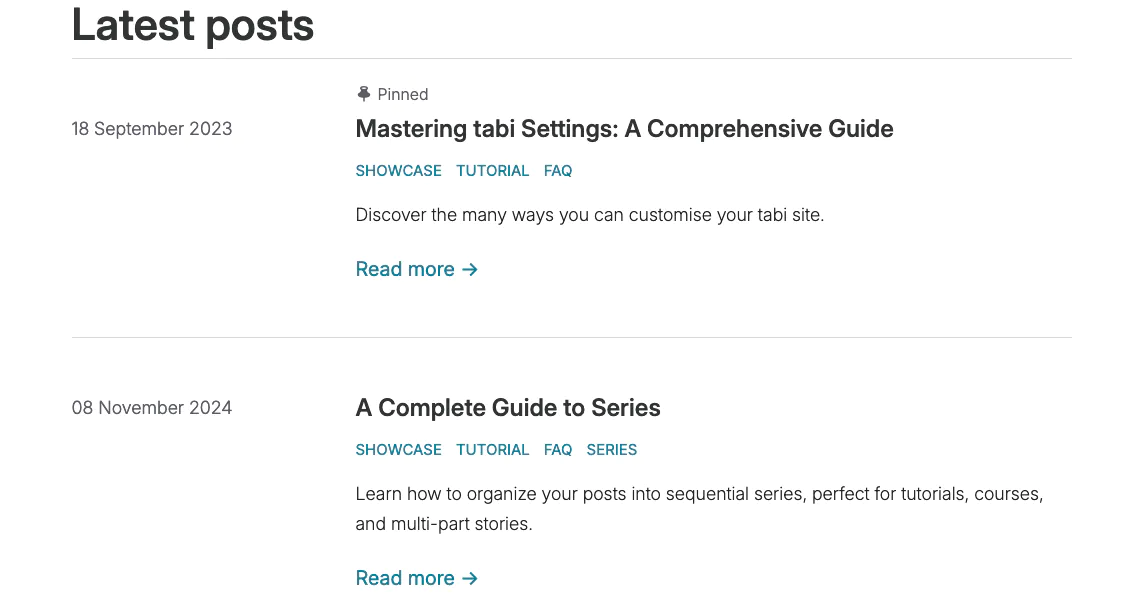 Latest posts
Pinned
18 September 2023
Mastering tabi Settings: A Comprehensive Guide
SHOWCASE TUTORIAL FAQ
Discover the many ways you can customise your tabi site.
Read more →
08 November 2024
A Complete Guide to Series
SHOWCASE TUTORIAL FAQ SERIES
Learn how to organize your posts into sequential series, perfect for tutorials, courses,
and multi-part stories.
Read more →